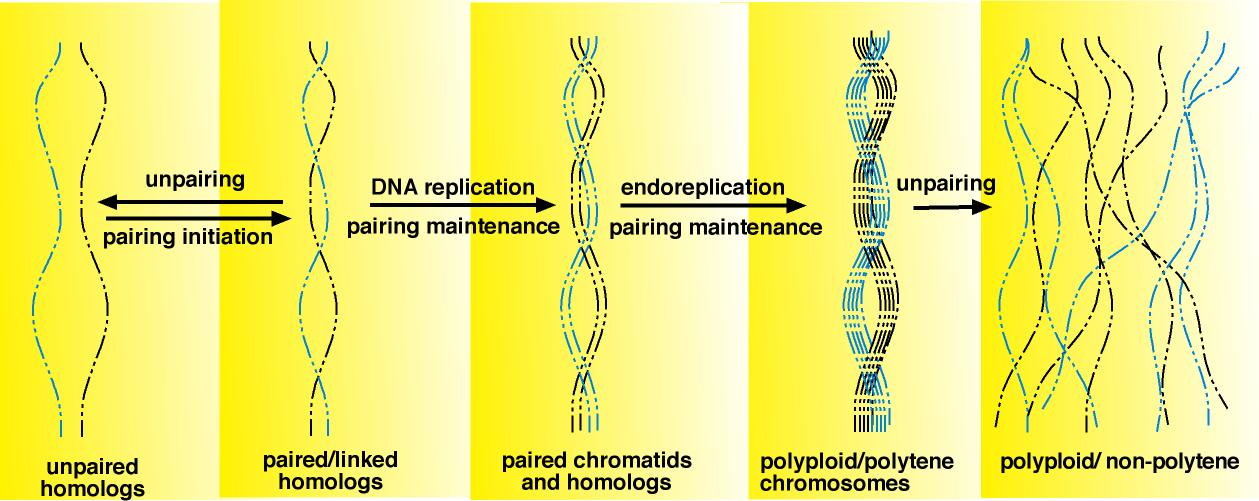 unpairing
pairing initiation
DNA replication
pairing maintenance
endoreplication
pairing maintenance
unpairing
unpaired
homologs
paired/linked
homologs
paired chromatids
and homologs
polyploid/polytene
chromosomes
polyploid/ non-polytene